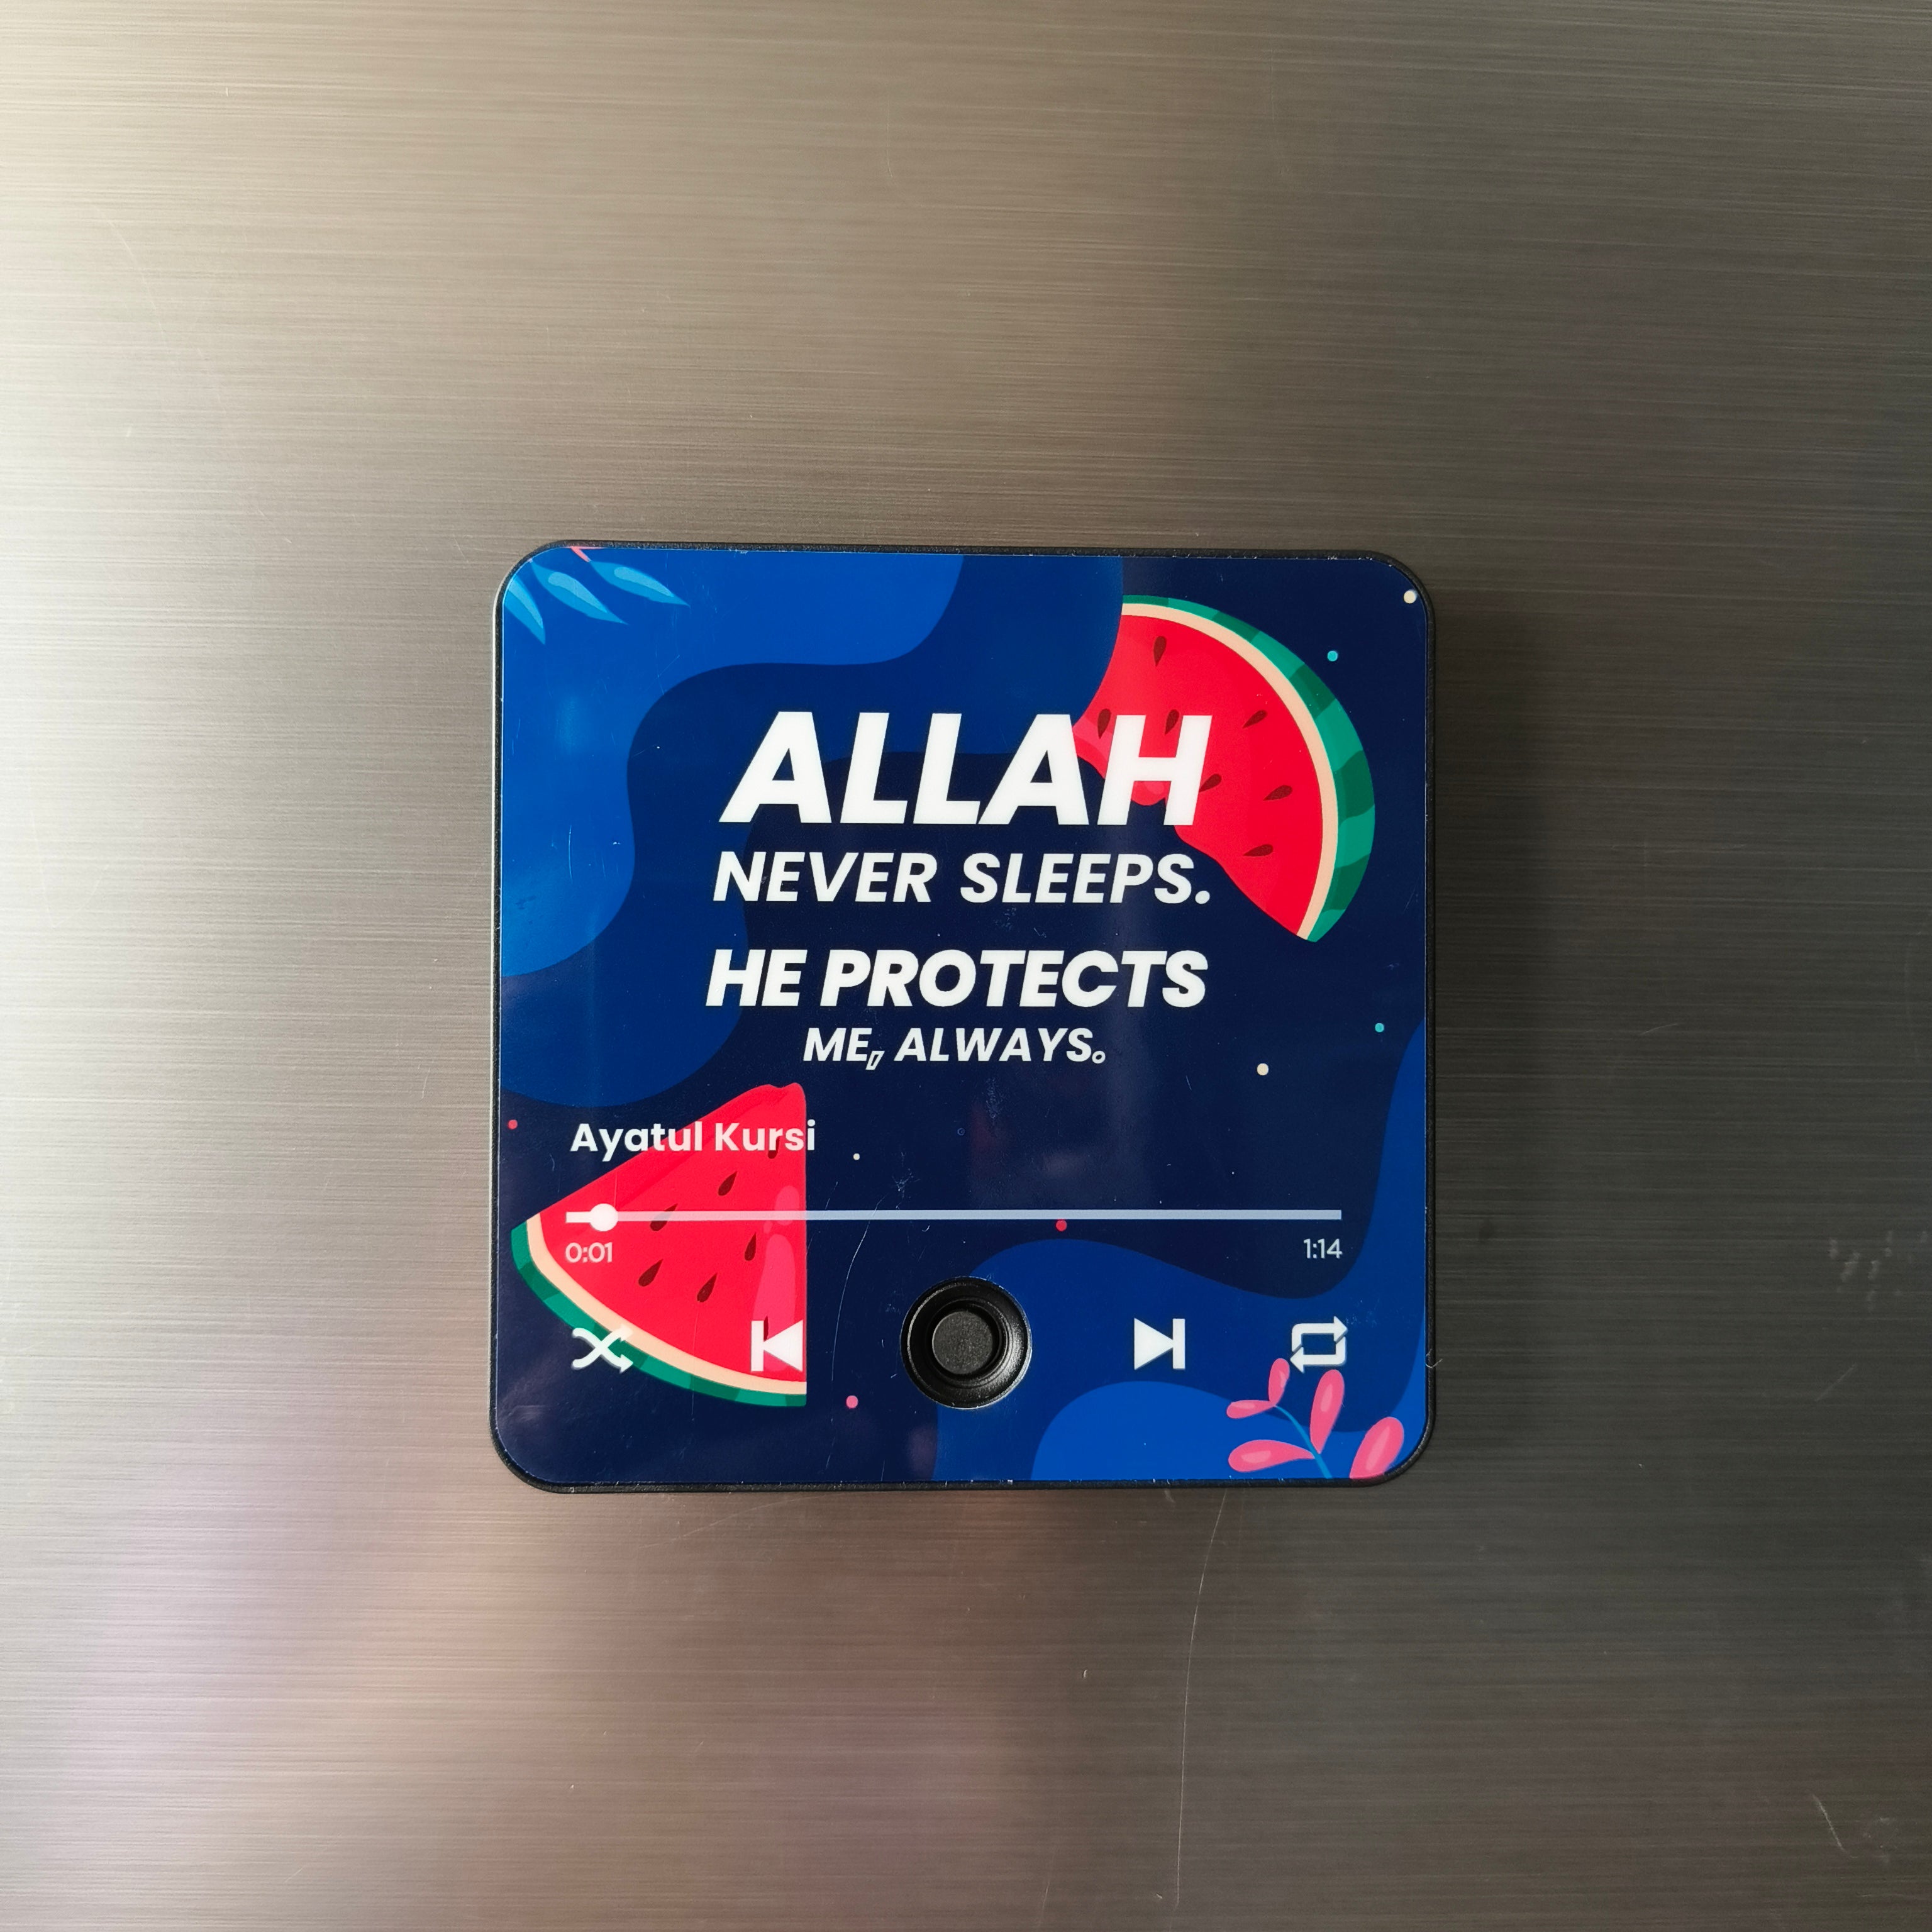 ALLAH
NEVER SLEEPS.
HE PROTECTS
ME, ALWAYS.
Ayatul Kursi
0:01 1:14